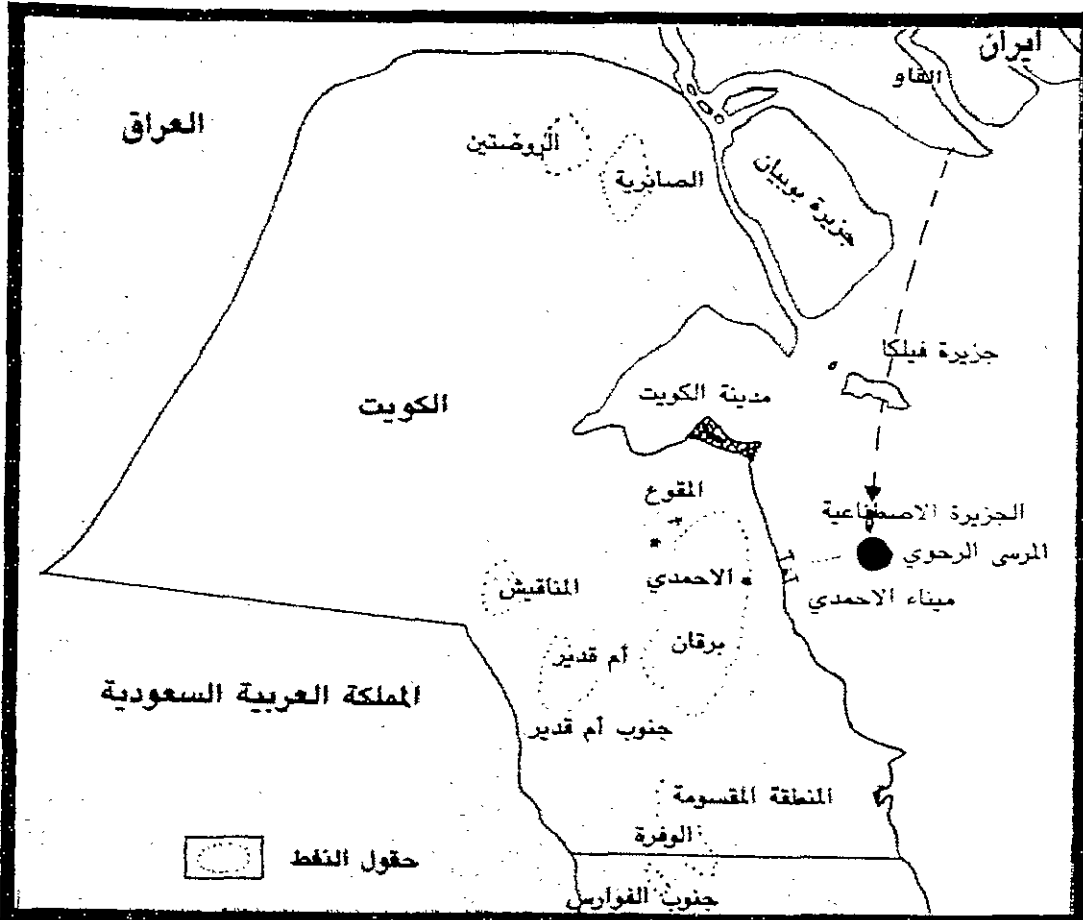 ايران
الفاو
العراق
الروضتين
الصابرية
جزيرة بوبيان
جزيرة فيلكا
مدينة الكويت
الكويت
المقوع
الجزيرة الاصطناعية
المرسى الرحوي
الاحمدي
المناقيش
ميناء الاحمدي
برقان
أم قدير
المملكة العربية السعودية
جنوب أم قدير
المنطقة المقسومة
الوفرة
حقول النفط
جنوب الفوارس